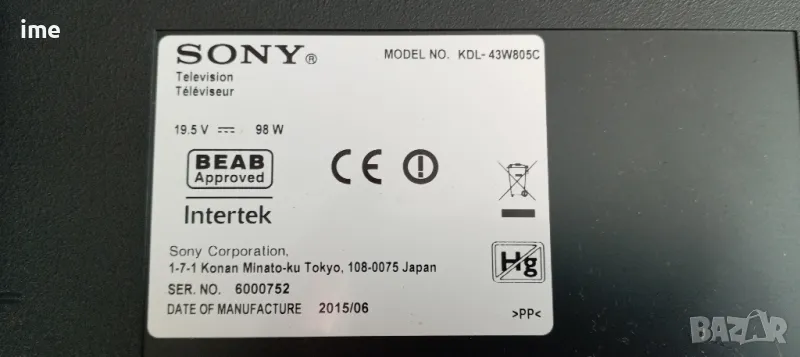 ime
SONY®
MODEL NO. KDL- 43W805C
Television
Téléviseur
19.5 V ⎓ 98 W
BEAB
Approved
Intertek
CE
Hg
Sony Corporation,
1-7-1 Konan Minato-ku Tokyo, 108-0075 Japan
SER. NO. 6000752
DATE OF MANUFACTURE 2015/06
>PP<
BAZAR